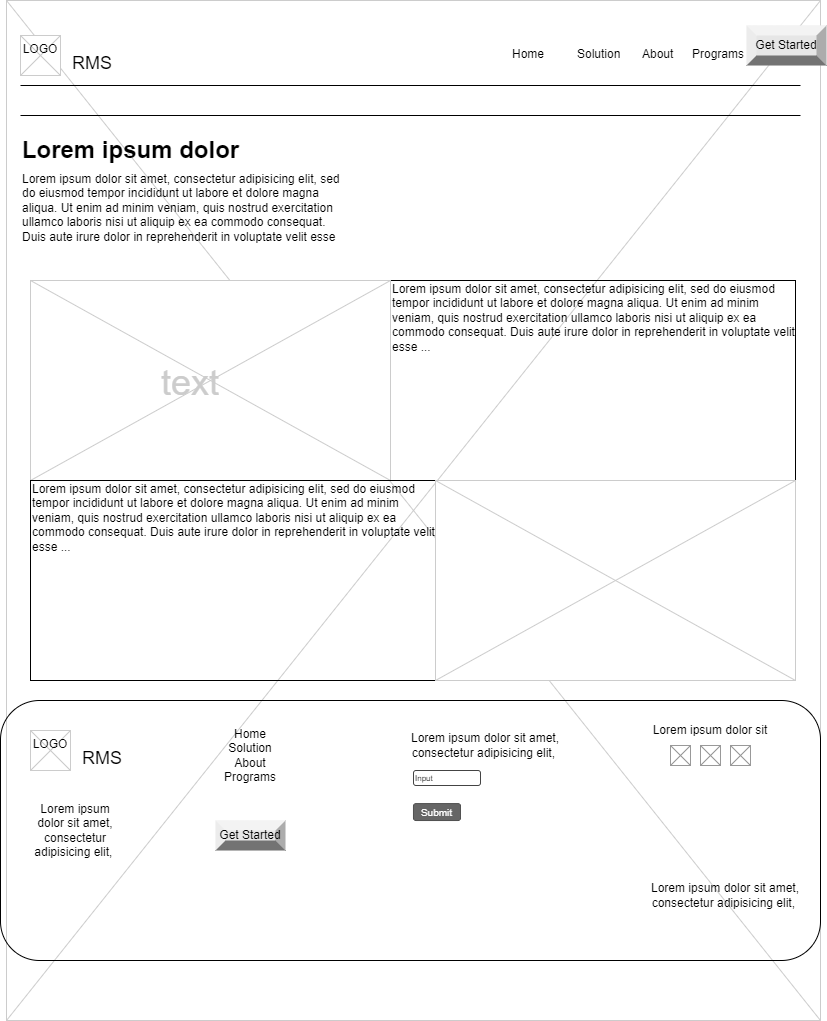 LOGO
RMS
Home Solution About Programs Get Started
Lorem ipsum dolor
Lorem ipsum dolor sit amet, consectetur adipisicing elit, sed
do eiusmod tempor incididunt ut labore et dolore magna
aliqua. Ut enim ad minim veniam, quis nostrud exercitation
ullamco laboris nisi ut aliquip ex ea commodo consequat.
Duis aute irure dolor in reprehenderit in voluptate velit esse
text
Lorem ipsum dolor sit amet, consectetur adipisicing elit, sed do eiusmod
tempor incididunt ut labore et dolore magna aliqua. Ut enim ad minim
veniam, quis nostrud exercitation ullamco laboris nisi ut aliquip ex ea
commodo consequat. Duis aute irure dolor in reprehenderit in voluptate velit
esse ...
Lorem ipsum dolor sit amet, consectetur adipisicing elit, sed do eiusmod
tempor incididunt ut labore et dolore magna aliqua. Ut enim ad minim
veniam, quis nostrud exercitation ullamco laboris nisi ut aliquip ex ea
commodo consequat. Duis aute irure dolor in reprehenderit in voluptate velit
esse ...
LOGO
RMS
Lorem ipsum
dolor sit amet,
consectetur
adipisicing elit,
Home
Solution
About
Programs
Get Started
Lorem ipsum dolor sit amet,
consectetur adipisicing elit,
Input
Submit
Lorem ipsum dolor sit
Lorem ipsum dolor sit amet,
consectetur adipisicing elit,